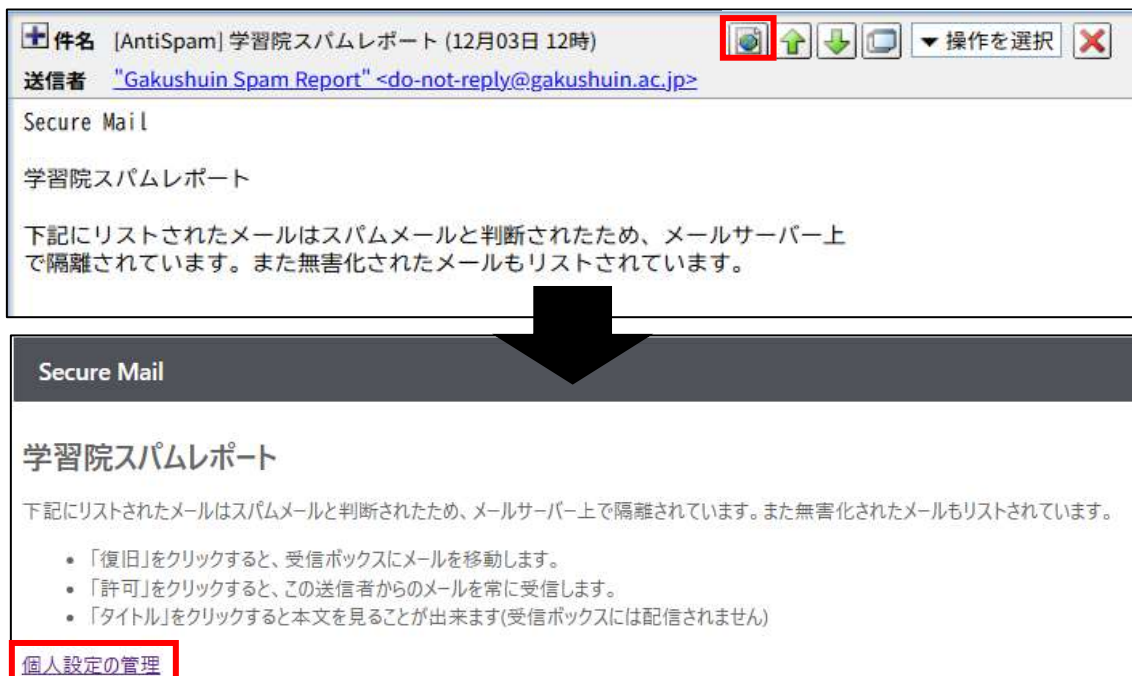 件名 [AntiSpam] 学習院スパムレポート (12月03日 12時) ▼操作を選択
送信者 "Gakushuin Spam Report" <do-not-reply@gakushuin.ac.jp>
Secure Mail
学習院スパムレポート
下記にリストされたメールはスパムメールと判断されたため、メールサーバー上
で隔離されています。また無害化されたメールもリストされています。
Secure Mail
学習院スパムレポート
下記にリストされたメールはスパムメールと判断されたため、メールサーバー上で隔離されています。また無害化されたメールもリストされています。
• 「復旧」をクリックすると、受信ボックスにメールを移動します。
• 「許可」をクリックすると、この送信者からのメールを常に受信します。
• 「タイトル」をクリックすると本文を見ることが出来ます(受信ボックスには配信されません)
個人設定の管理